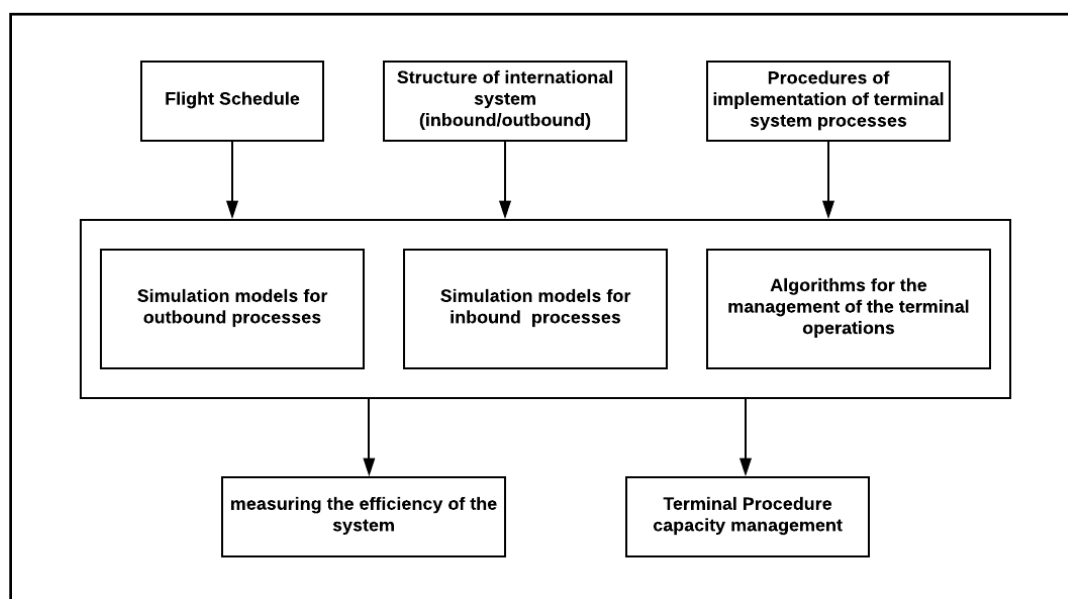 Flight Schedule
Structure of international
system
(inbound/outbound)
Procedures of
implementation of terminal
system processes
Simulation models for
outbound processes
Simulation models for
inbound  processes
Algorithms for the
management of the terminal
operations
measuring the efficiency of the
system
Terminal Procedure
capacity management